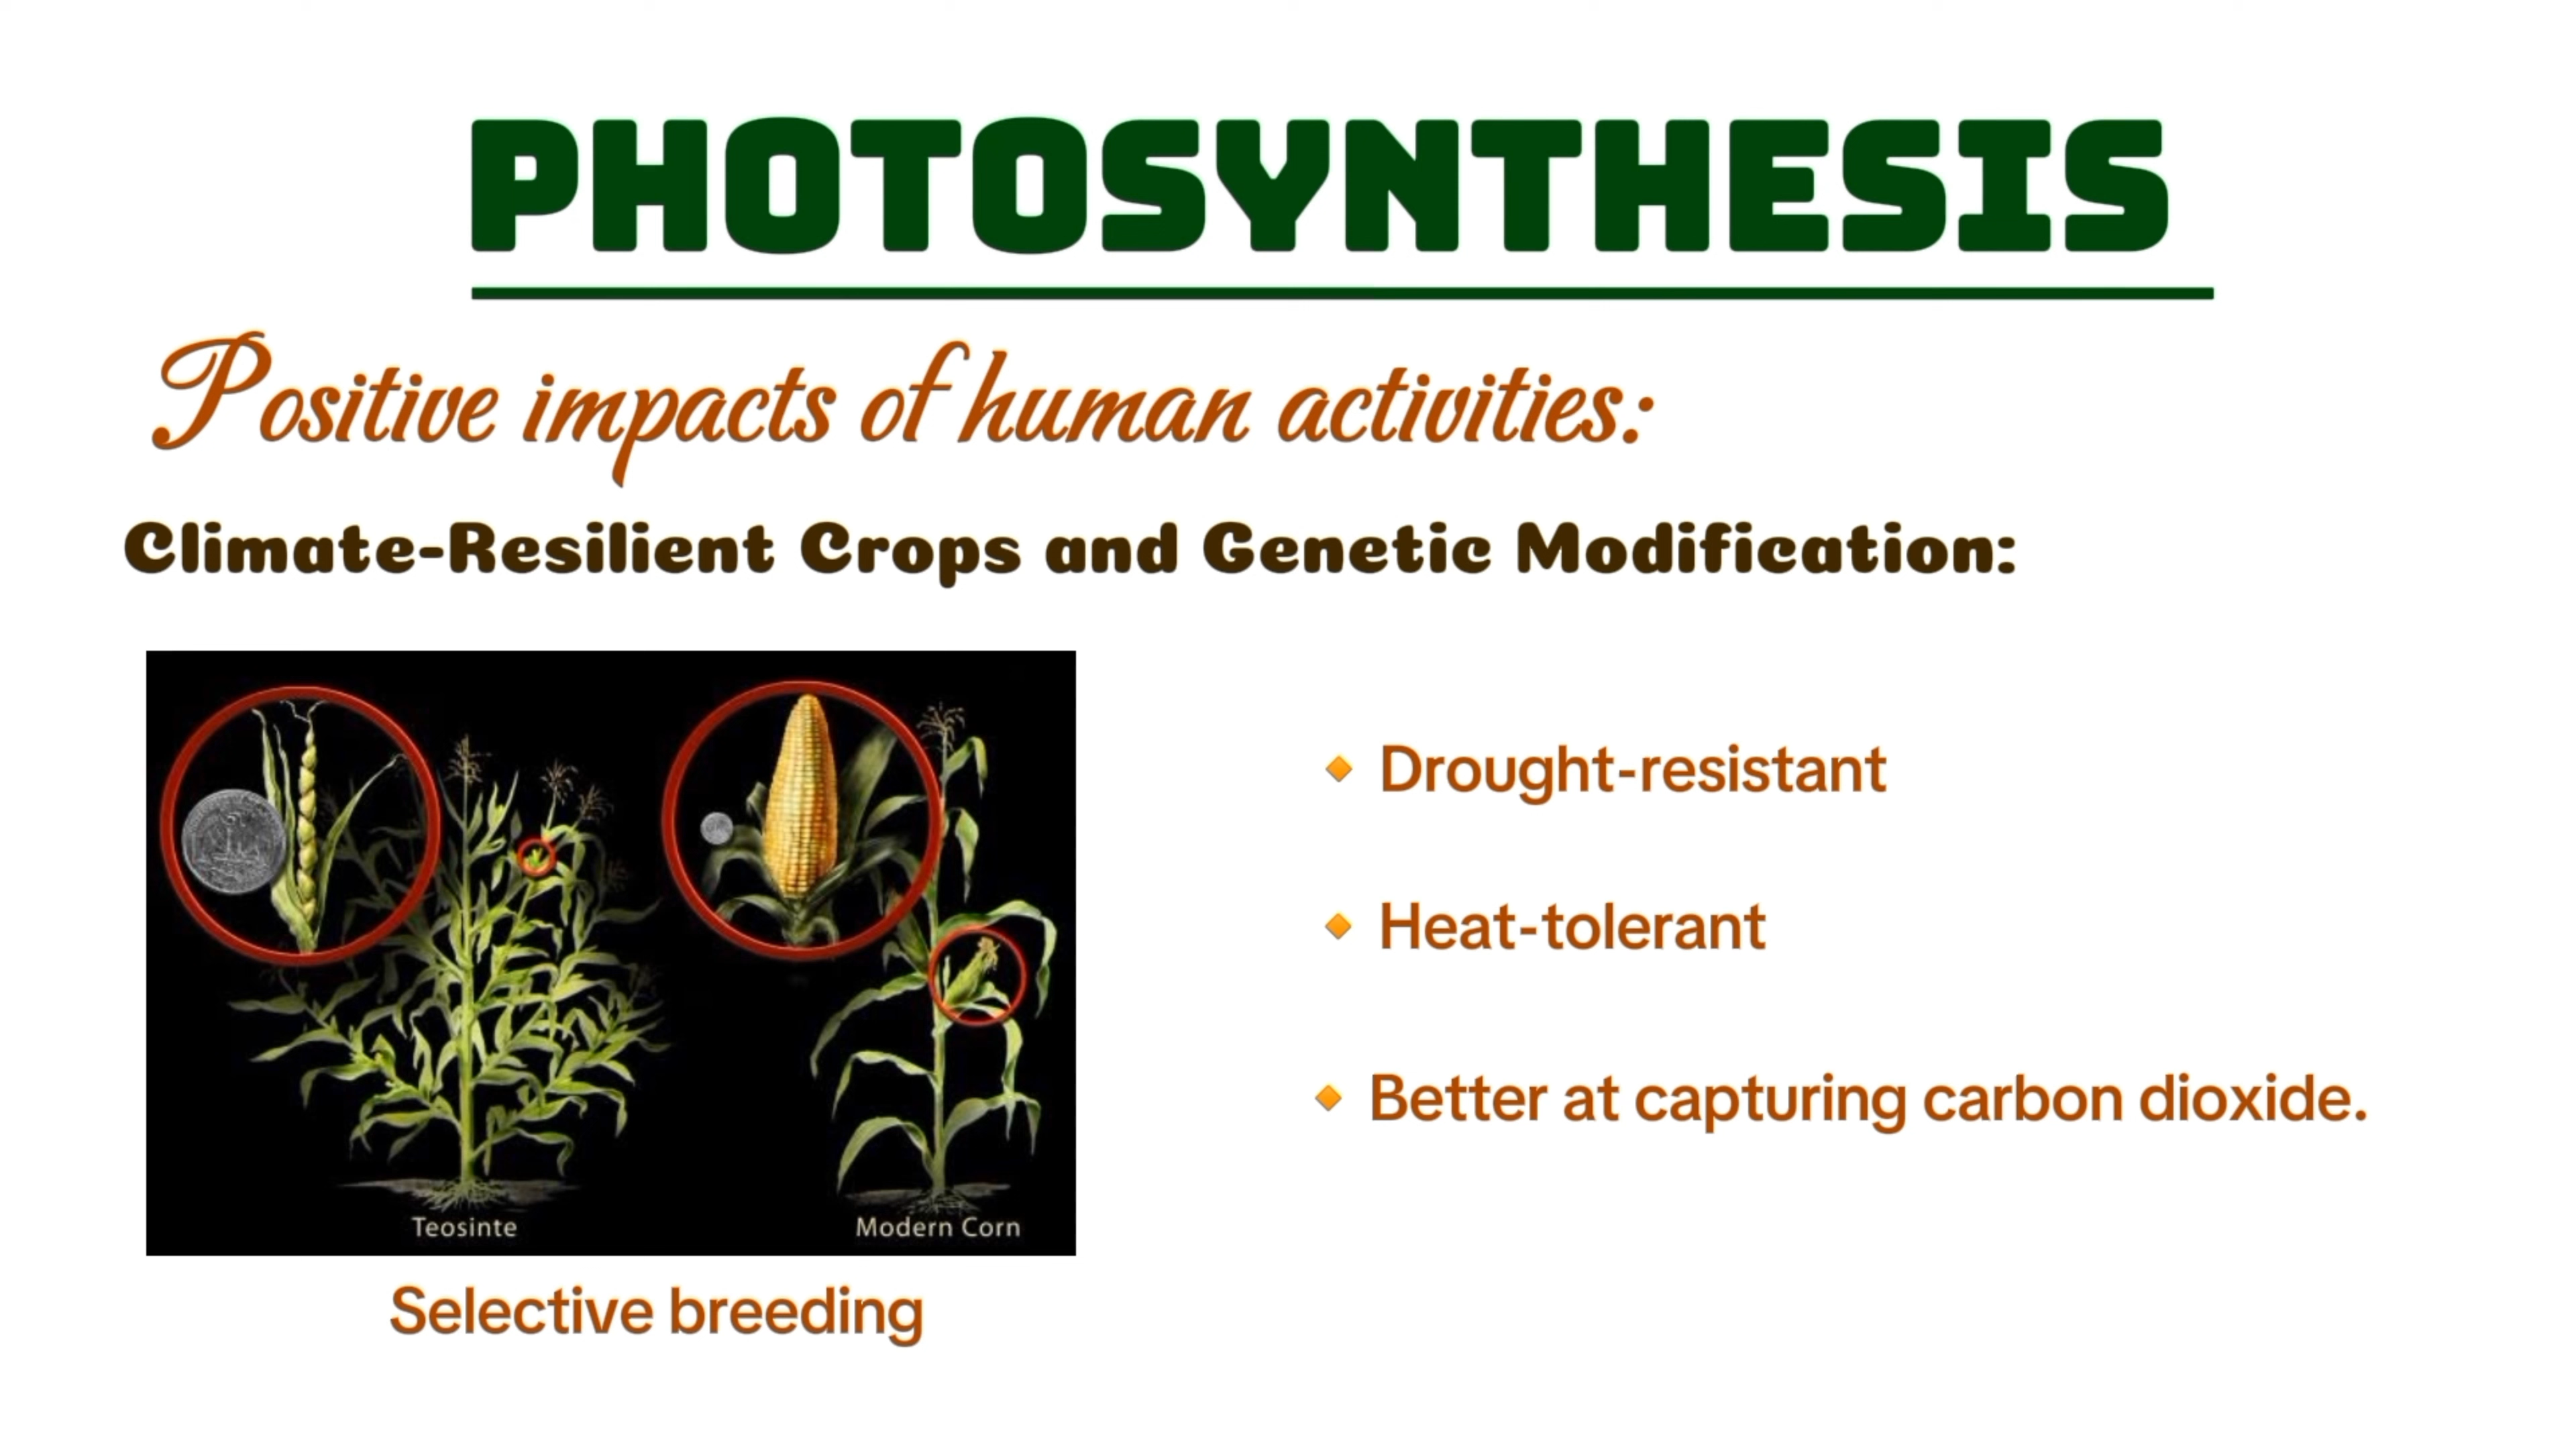 PHOTOSYNTHESIS
Positive impacts of human activities:
Climate-Resilient Crops and Genetic Modification:
Teosinte
Modern Corn
Selective breeding
🔸 Drought-resistant
🔸 Heat-tolerant
🔸 Better at capturing carbon dioxide.